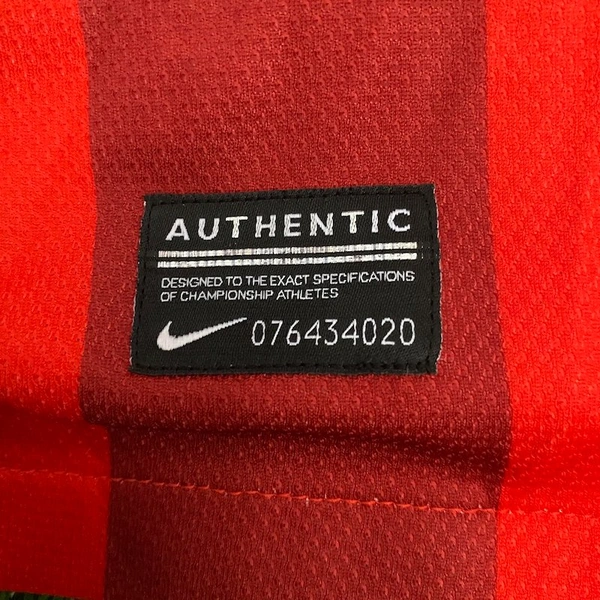 AUTHENTIC
DESIGNED TO THE EXACT SPECIFICATIONS
OF CHAMPIONSHIP ATHLETES
076434020